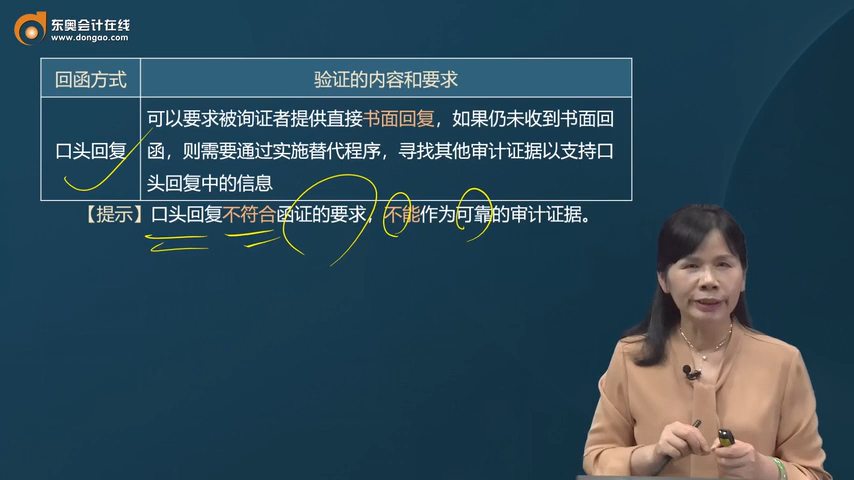 东奥会计在线
www.dongao.com
回函方式
验证的内容和要求
口头回复
可以要求被询证者提供直接书面回复，如果仍未收到书面回
函，则需要通过实施替代程序，寻找其他审计证据以支持口
头回复中的信息
【提示】口头回复不符合函证的要求，不能作为可靠的审计证据。